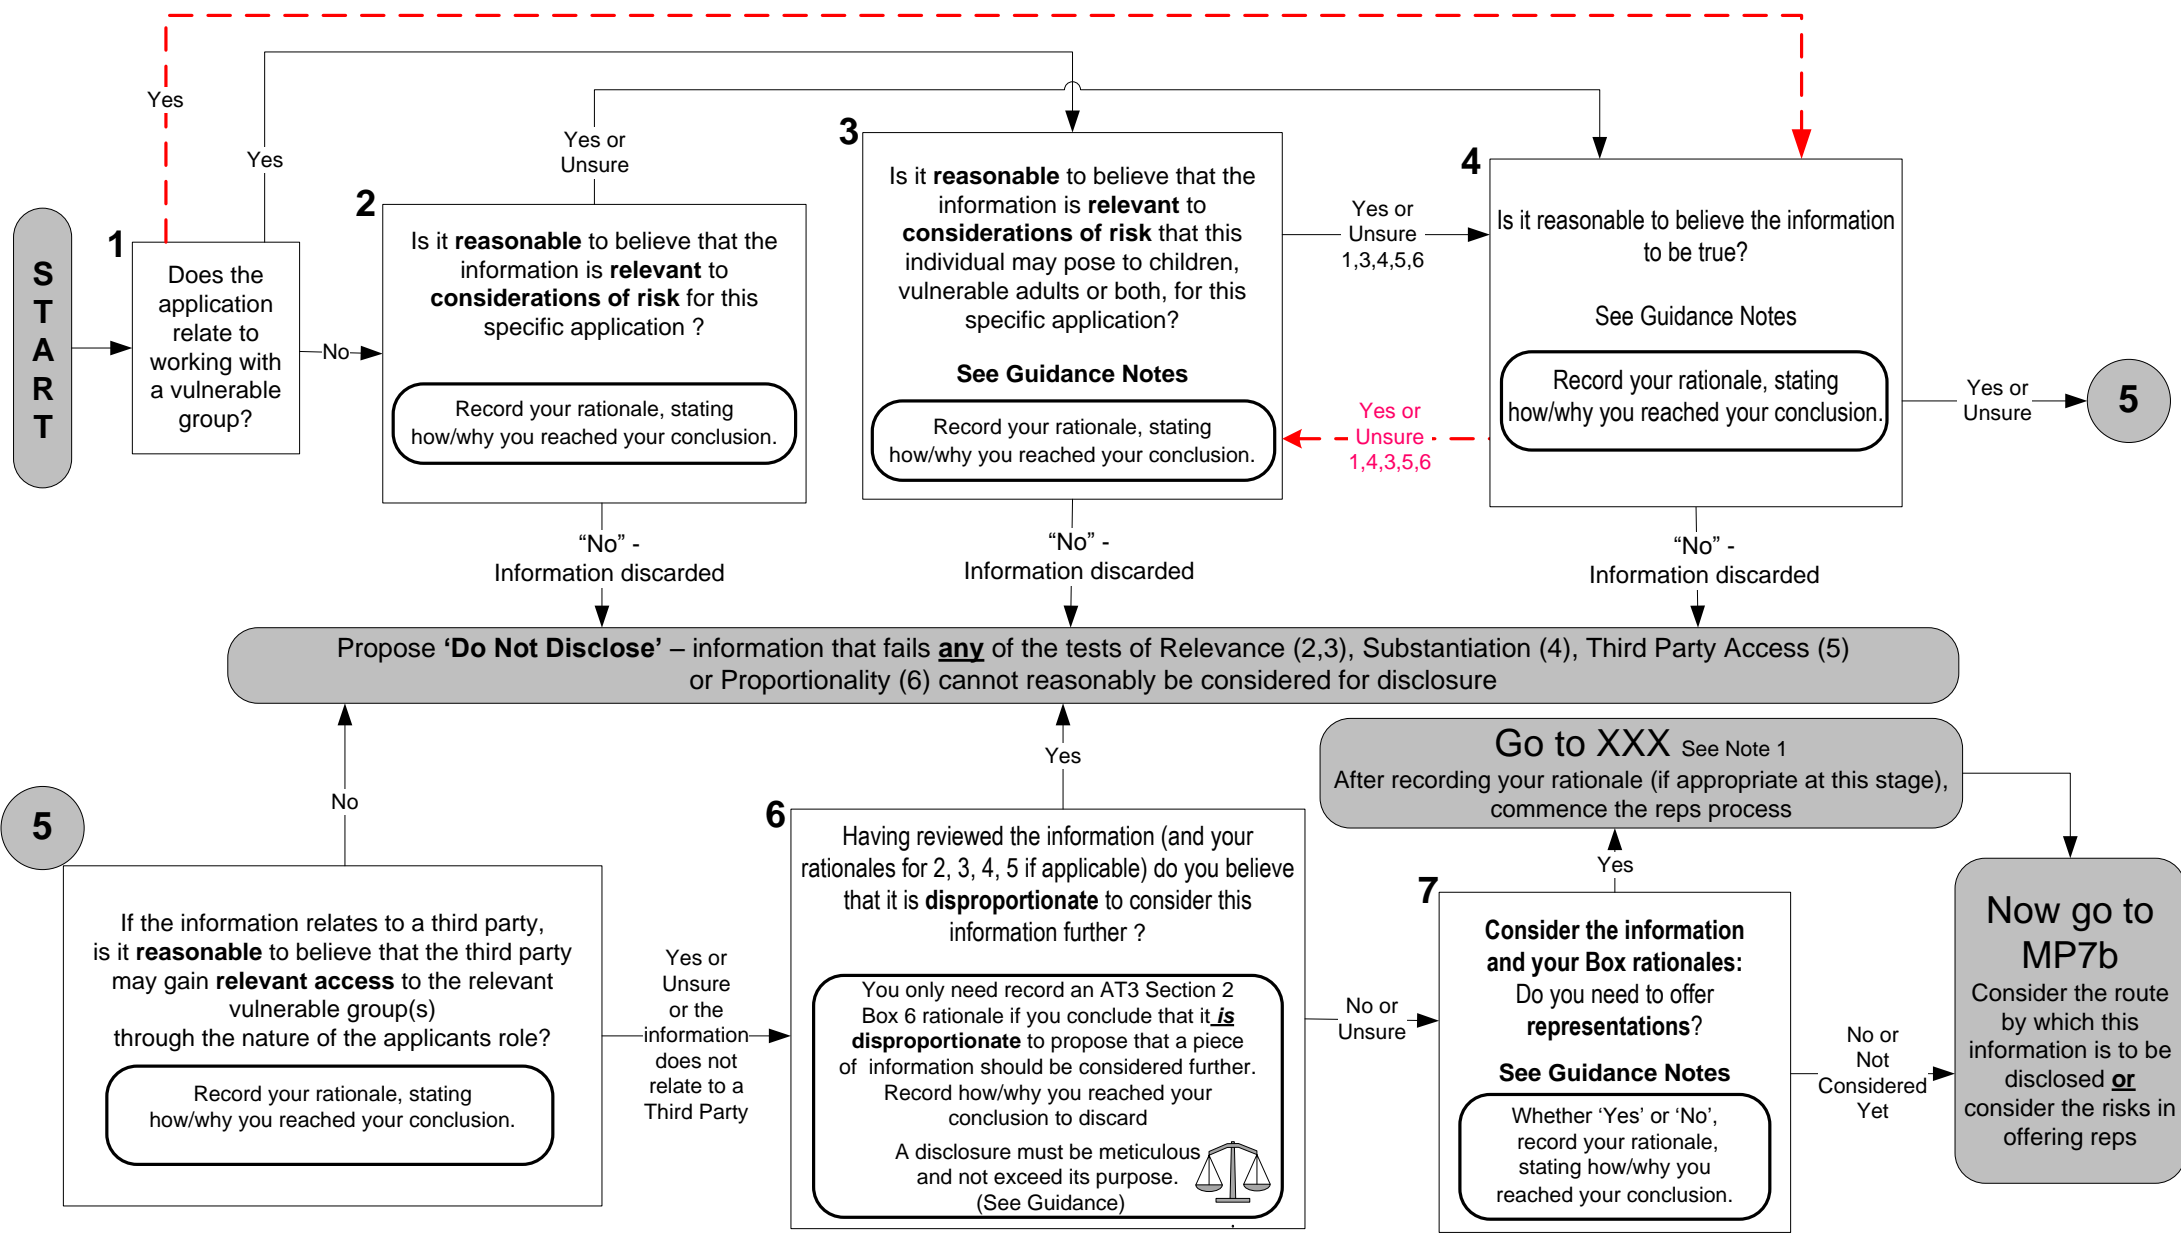 S
T
A
R
T
1
Does the
application
relate to
working with
a vulnerable
group?
Yes
Yes
No
2
Is it reasonable to believe that the
information is relevant to
considerations of risk for this
specific application ?
Record your rationale, stating
how/why you reached your conclusion.
Yes or
Unsure
“No” -
Information discarded
3
Is it reasonable to believe that the
information is relevant to
considerations of risk that this
individual may pose to children,
vulnerable adults or both, for this
specific application?
See Guidance Notes
Record your rationale, stating
how/why you reached your conclusion.
Yes or
Unsure
1,3,4,5,6
Yes or
Unsure
1,4,3,5,6
“No” -
Information discarded
4
Is it reasonable to believe the information
to be true?
See Guidance Notes
Record your rationale, stating
how/why you reached your conclusion.
Yes or
Unsure
5
“No” -
Information discarded
Propose ‘Do Not Disclose’ – information that fails any of the tests of Relevance (2,3), Substantiation (4), Third Party Access (5)
or Proportionality (6) cannot reasonably be considered for disclosure
5
No
If the information relates to a third party,
is it reasonable to believe that the third party
may gain relevant access to the relevant
vulnerable group(s)
through the nature of the applicants role?
Record your rationale, stating
how/why you reached your conclusion.
Yes or
Unsure
or the
information
does not
relate to a
Third Party
6
Yes
Having reviewed the information (and your
rationales for 2, 3, 4, 5 if applicable) do you believe
that it is disproportionate to consider this
information further ?
You only need record an AT3 Section 2
Box 6 rationale if you conclude that it is
disproportionate to propose that a piece
of information should be considered further.
Record how/why you reached your
conclusion to discard
A disclosure must be meticulous
and not exceed its purpose.
(See Guidance)
.
No or
Unsure
Go to XXX See Note 1
After recording your rationale (if appropriate at this stage),
commence the reps process
Yes
7
Consider the information
and your Box rationales:
Do you need to offer
representations?
See Guidance Notes
Whether ‘Yes’ or ‘No’,
record your rationale,
stating how/why you
reached your conclusion.
No or
Not
Considered
Yet
Now go to
MP7b
Consider the route
by which this
information is to be
disclosed or
consider the risks in
offering reps